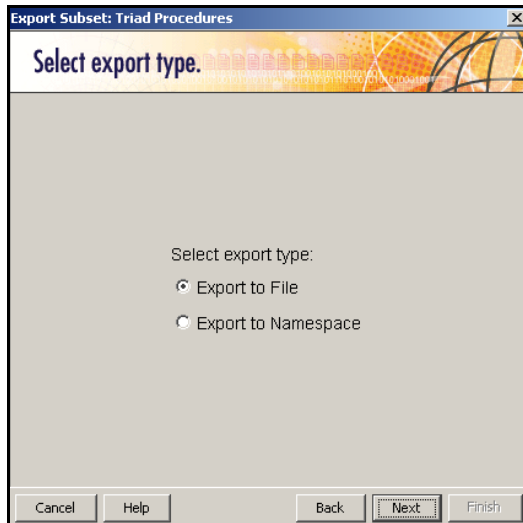 Export Subset: Triad Procedures
Select export type.
Select export type:
Export to File
Export to Namespace
Cancel Help Back Next Finish